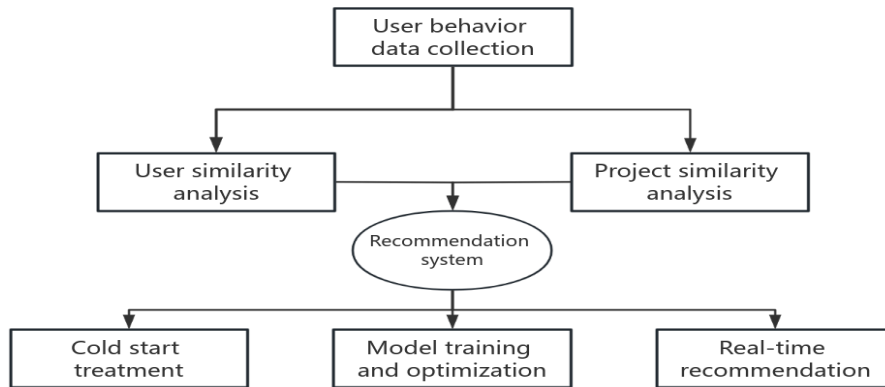 User behavior
data collection
User similarity
analysis
Project similarity
analysis
Recommendation
system
Cold start
treatment
Model training
and optimization
Real-time
recommendation